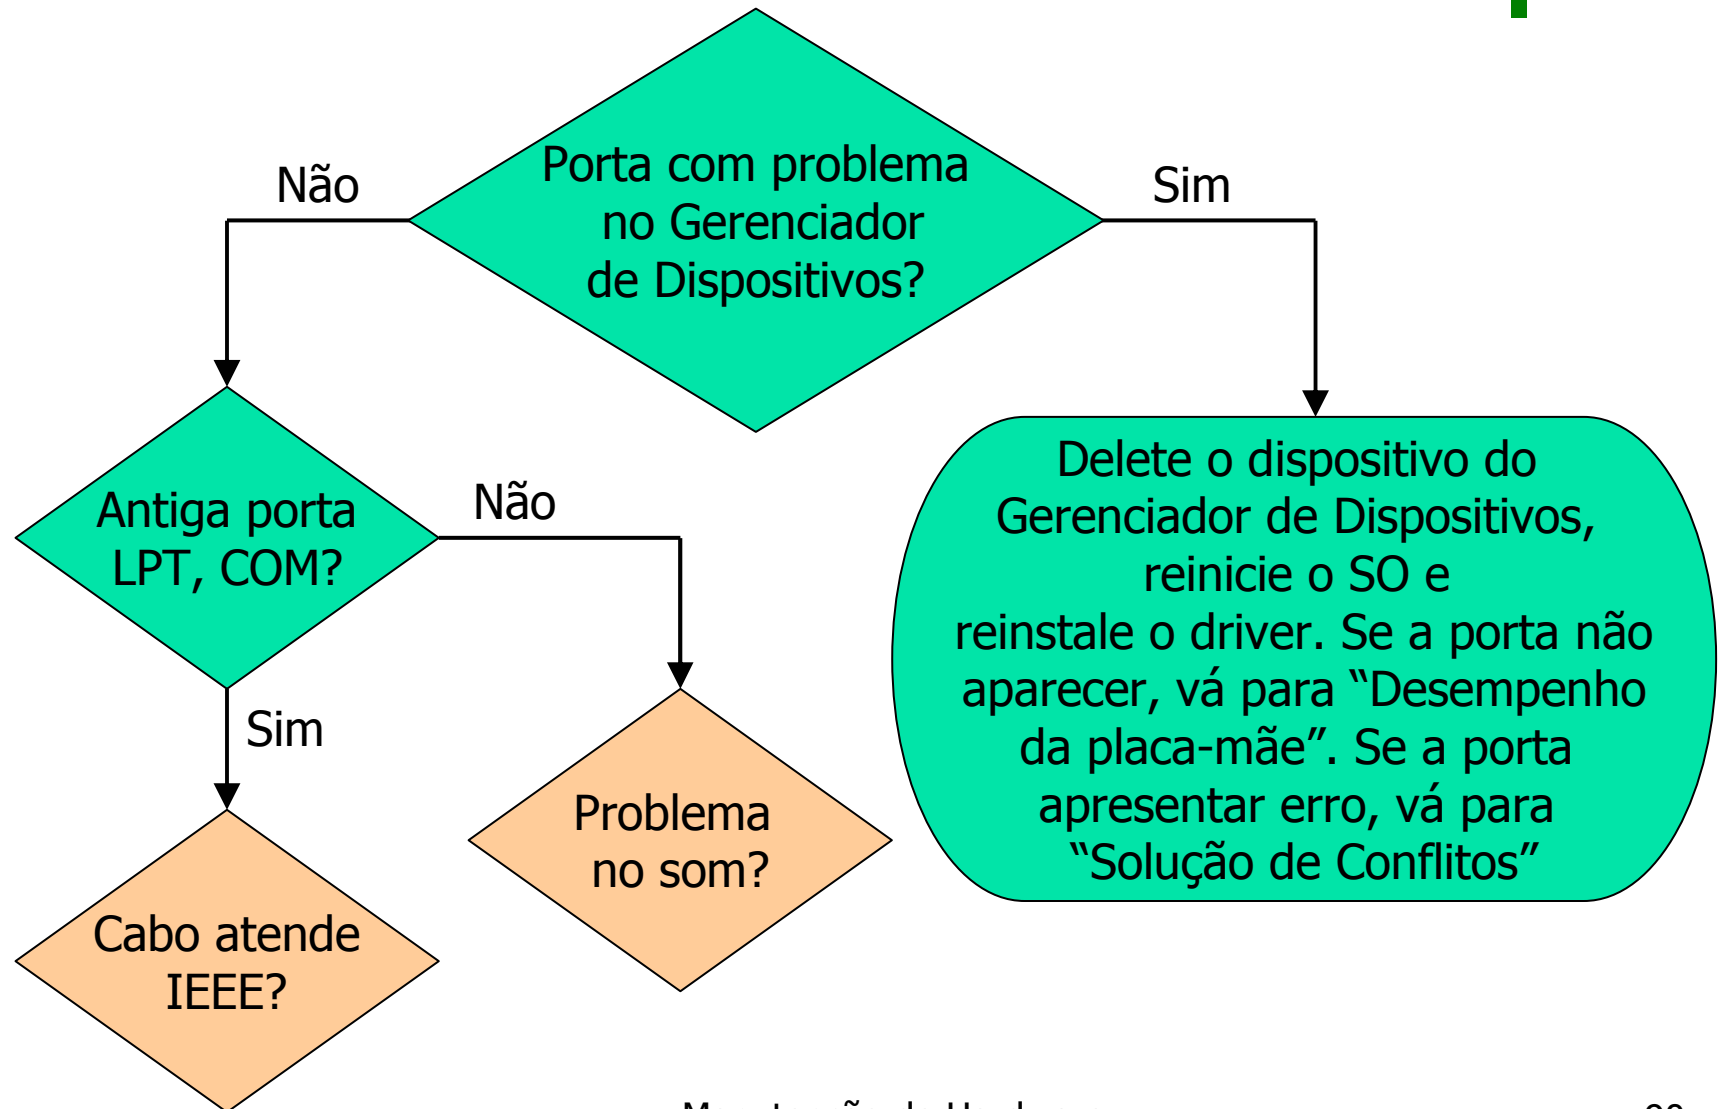 Porta com problema
no Gerenciador
de Dispositivos?
Não
Sim
Antiga porta
LPT, COM?
Não
Sim
Delete o dispositivo do
Gerenciador de Dispositivos,
reinicie o SO e
reinstale o driver. Se a porta não
aparecer, vá para “Desempenho
da placa-mãe”. Se a porta
apresentar erro, vá para
“Solução de Conflitos”
Problema
no som?
Cabo atende
IEEE?